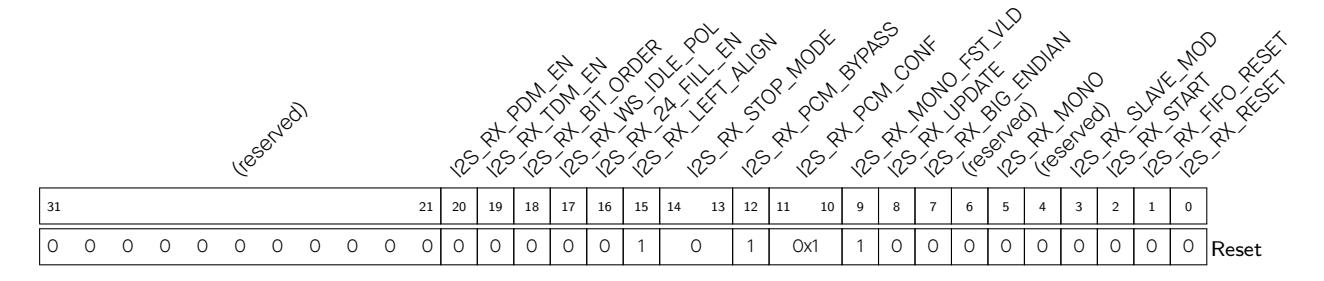 (reserved)
I2S_RX_PDM_EN
I2S_RX_TDM_EN
I2S_RX_BIT_ORDER
I2S_RX_WS_IDLE_POL
I2S_RX_24_FILL_EN
I2S_RX_LEFT_ALIGN
I2S_RX_STOP_MODE
I2S_RX_PCM_BYPASS
I2S_RX_PCM_CONF
I2S_RX_MONO_FST_VLD
I2S_RX_UPDATE
I2S_RX_BIG_ENDIAN
(reserved)
I2S_RX_MONO
(reserved)
I2S_RX_SLAVE_MOD
I2S_RX_START
I2S_RX_FIFO_RESET
I2S_RX_RESET
31 21 20 19 18 17 16 15 14 13 12 11 10 9 8 7 6 5 4 3 2 1 0
0 0 0 0 0 0 0 0 0 0 0 0 0 0 0 0 1 0 1 0x1 1 0 0 0 0 0 0 0 0 0 Reset